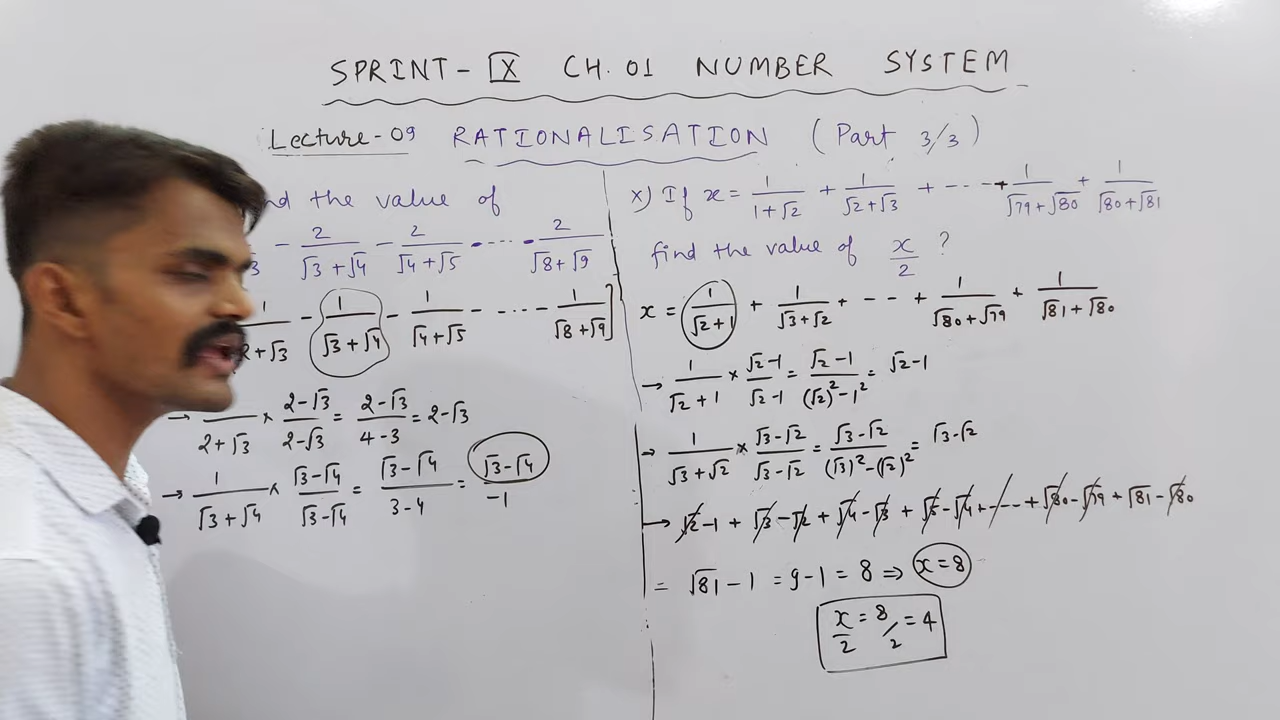 SPRINT - IX CH. 01 NUMBER SYSTEM
Lecture - 09 RATIONALISATION (Part 3/3)
nd the value of
3 - 2/(√3+√4) - 2/(√4+√5) ..... 2/(√8+√9)
1/(2+√3) - 1/(√3+√4) - 1/(√4+√5) - ... - 1/(√8+√9)]
→ 1/(2+√3) × (2-√3)/(2-√3) = (2-√3)/(4-3) = 2-√3
→ 1/(√3+√4) × (√3-√4)/(√3-√4) = (√3-√4)/(3-4) = (√3-√4)/-1
x) If x = 1/(1+√2) + 1/(√2+√3) + ---+ 1/(√79+√80) + 1/(√80+√81)
find the value of x/2 ?
x = 1/(√2+1) + 1/(√3+√2) + -- + 1/(√80+√79) + 1/(√81+√80)
→ 1/(√2+1) × (√2-1)/(√2-1) = (√2-1)/((√2)²-1²) = √2-1
→ 1/(√3+√2) × (√3-√2)/(√3-√2) = (√3-√2)/((√3)²-(√2)²) = √3-√2
→ √2-1 + √3-√2 + √4-√3 + √5-√4 + --- + √80-√79 + √81-√80
= √81-1 = 9-1 = 8 ⇒ x=8
x/2 = 8/2 = 4